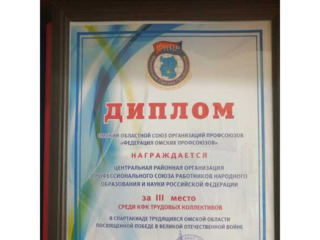 ДИПЛОМ
ОМСКИЙ ОБЛАСТНОЙ СОЮЗ ОРГАНИЗАЦИЙ ПРОФСОЮЗОВ
«ФЕДЕРАЦИЯ ОМСКИХ ПРОФСОЮЗОВ»
НАГРАЖДАЕТСЯ
ЦЕНТРАЛЬНАЯ РАЙОННАЯ ОРГАНИЗАЦИЯ
ПРОФЕССИОНАЛЬНОГО СОЮЗА РАБОТНИКОВ НАРОДНОГО
ОБРАЗОВАНИЯ И НАУКИ РОССИЙСКОЙ ФЕДЕРАЦИИ
за III место
СРЕДИ КФК ТРУДОВЫХ КОЛЛЕКТИВОВ
В СПАРТАКИАДЕ ТРУДЯЩИХСЯ ОМСКОЙ ОБЛАСТИ
ПОСВЯЩЕННОЙ ПОБЕДЕ В ВЕЛИКОЙ ОТЕЧЕСТВЕННОЙ ВОЙНЕ